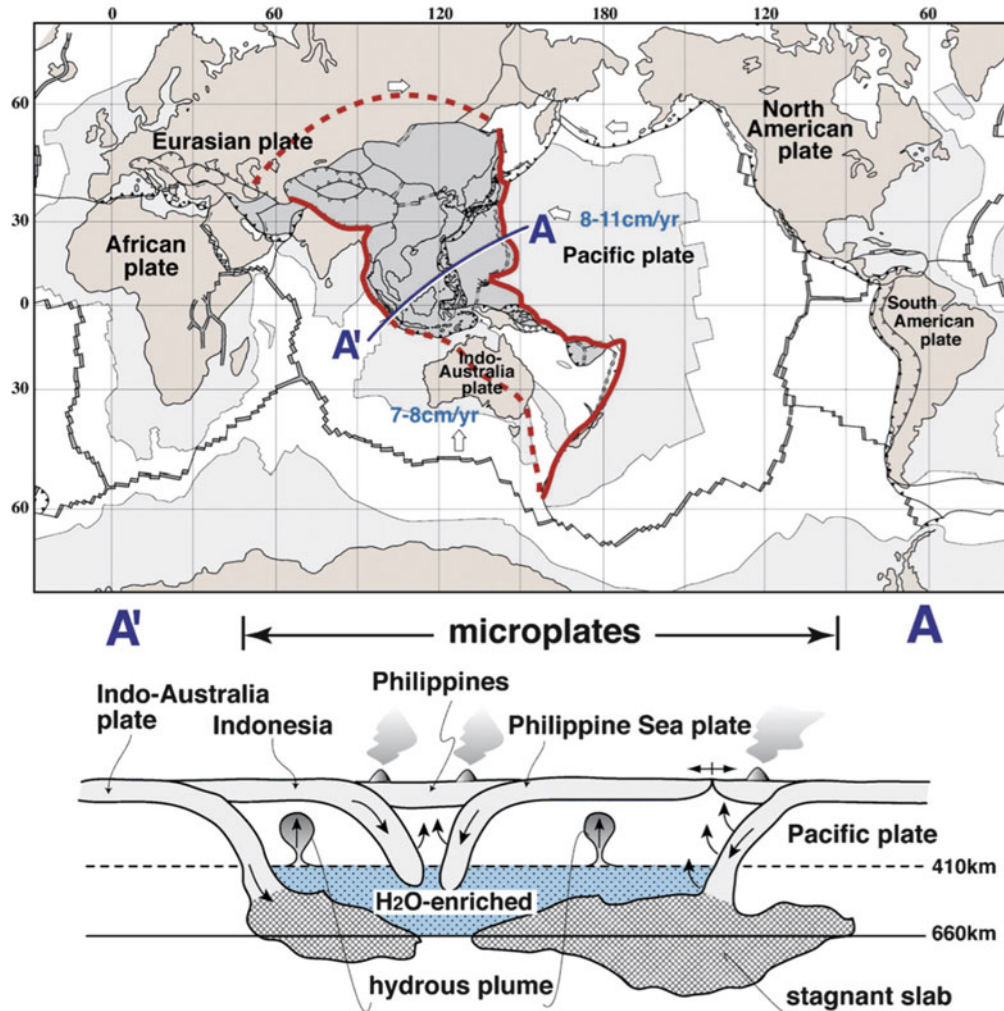 0
60
120
180
120
60
60
30
0
30
60
Eurasian plate
African
plate
North
American
plate
South
American
plate
Pacific plate
8-11cm/yr
A
A'
Indo-
Australia
plate
7-8cm/yr
A'
microplates
A
Indo-Australia
plate
Indonesia
Philippines
Philippine Sea plate
Pacific plate
410km
H2O-enriched
660km
hydrous plume
stagnant slab